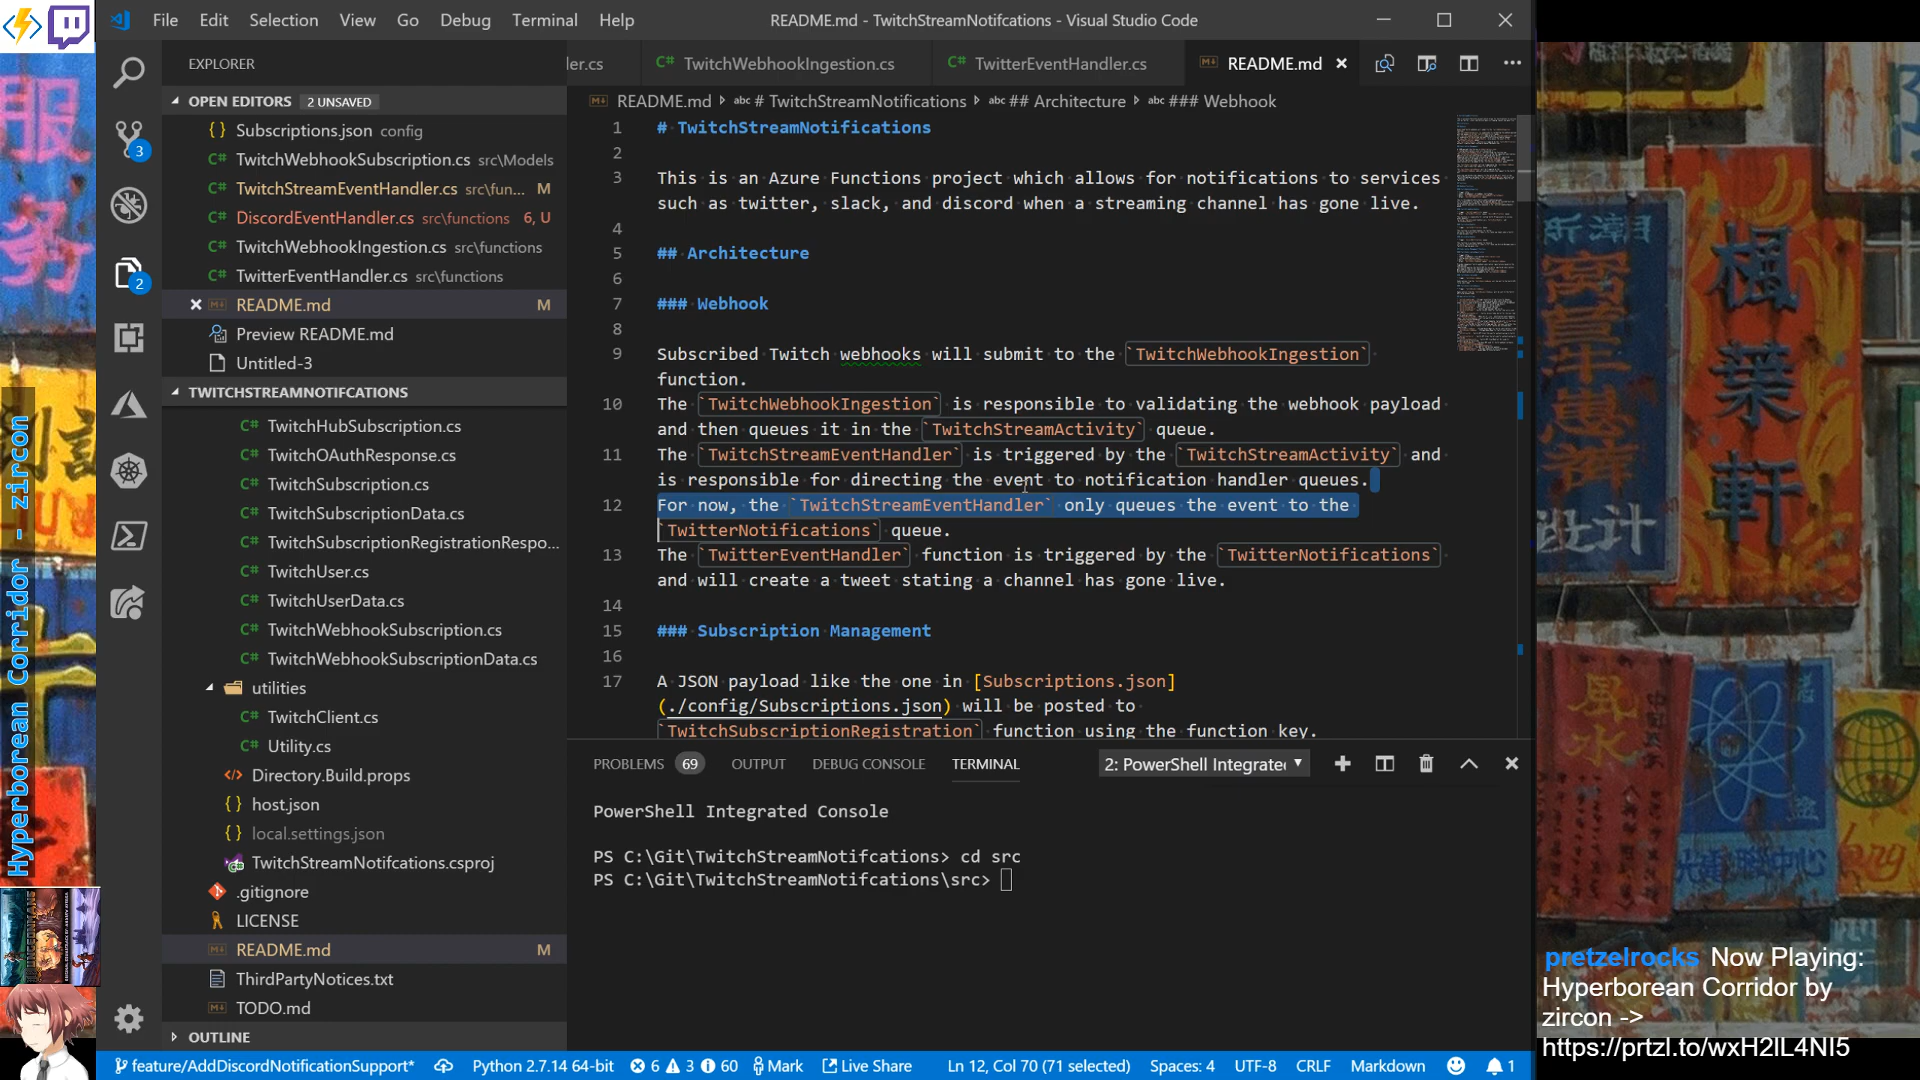 File Edit Selection View Go Debug Terminal Help
README.md - TwitchStreamNotifcations - Visual Studio Code
EXPLORER
OPEN EDITORS 2 UNSAVED
Subscriptions.json config
TwitchWebhookSubscription.cs src\Models
TwitchStreamEventHandler.cs src\fun... M
DiscordEventHandler.cs src\functions 6, U
TwitchWebhookIngestion.cs src\functions
TwitterEventHandler.cs src\functions
README.md M
Preview README.md
Untitled-3
TWITCHSTREAMNOTIFCATIONS
TwitchHubSubscription.cs
TwitchOAuthResponse.cs
TwitchSubscription.cs
TwitchSubscriptionData.cs
TwitchSubscriptionRegistrationRespo...
TwitchUser.cs
TwitchUserData.cs
TwitchWebhookSubscription.cs
TwitchWebhookSubscriptionData.cs
utilities
TwitchClient.cs
Utility.cs
Directory.Build.props
host.json
local.settings.json
TwitchStreamNotifcations.csproj
.gitignore
LICENSE
README.md M
ThirdPartyNotices.txt
TODO.md
OUTLINE
ler.cs TwitchWebhookIngestion.cs TwitterEventHandler.cs README.md
README.md abc # TwitchStreamNotifications abc ## Architecture abc ### Webhook
1 # TwitchStreamNotifications
2
3 This is an Azure Functions project which allows for notifications to services
such as twitter, slack, and discord when a streaming channel has gone live.
4
5 ## Architecture
6
7 ### Webhook
8
9 Subscribed Twitch webhooks will submit to the `TwitchWebhookIngestion`
function.
10 The `TwitchWebhookIngestion` is responsible to validating the webhook payload
and then queues it in the `TwitchStreamActivity` queue.
11 The `TwitchStreamEventHandler` is triggered by the `TwitchStreamActivity` and
is responsible for directing the event to notification handler queues.
12 For now, the `TwitchStreamEventHandler` only queues the event to the
`TwitterNotifications` queue.
13 The `TwitterEventHandler` function is triggered by the `TwitterNotifications`
and will create a tweet stating a channel has gone live.
14
15 ### Subscription Management
16
17 A JSON payload like the one in [Subscriptions.json]
(./config/Subscriptions.json) will be posted to
`TwitchSubscriptionRegistration` function using the function key.
PROBLEMS 69 OUTPUT DEBUG CONSOLE TERMINAL 2: PowerShell Integrate
PowerShell Integrated Console
PS C:\Git\TwitchStreamNotifcations> cd src
PS C:\Git\TwitchStreamNotifcations\src>
feature/AddDiscordNotificationSupport* Python 2.7.14 64-bit 6 3 60 Mark Live Share Ln 12, Col 70 (71 selected) Spaces: 4 UTF-8 CRLF Markdown 1
3
2
Hyperborean Corridor - zircon
pretzelrocks Now Playing:
Hyperborean Corridor by
zircon ->
https://prtzl.to/wxH2lL4NI5
服
务
楓
葉
軒
設計
風
水